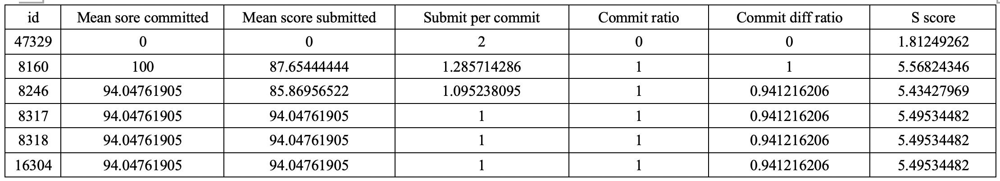 id Mean sore committed Mean score submitted Submit per commit Commit ratio Commit diff ratio S score
47329 0 0 2 0 0 1.81249262
8160 100 87.65444444 1.285714286 1 1 5.56824346
8246 94.04761905 85.86956522 1.095238095 1 0.941216206 5.43427969
8317 94.04761905 94.04761905 1 1 0.941216206 5.49534482
8318 94.04761905 94.04761905 1 1 0.941216206 5.49534482
16304 94.04761905 94.04761905 1 1 0.941216206 5.49534482